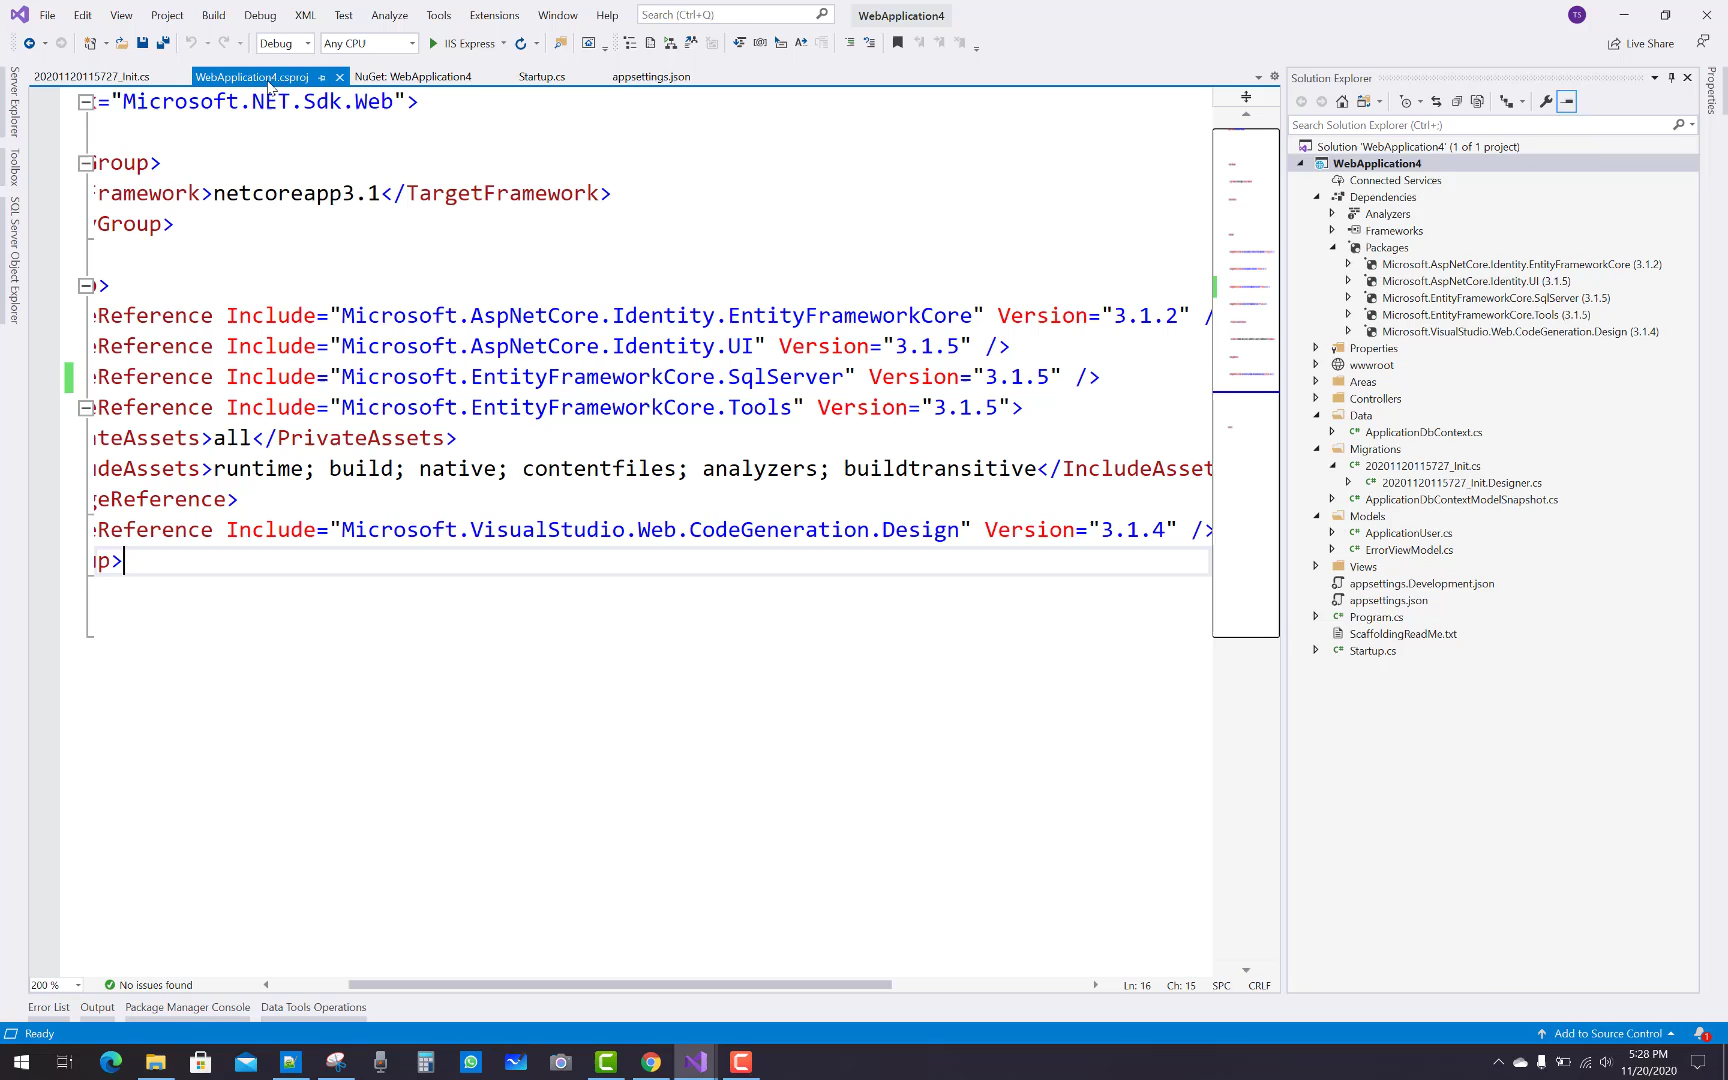 File Edit View Project Build Debug XML Test Analyze Tools Extensions Window Help Search (Ctrl+Q) WebApplication4 TS
Debug Any CPU IIS Express Live Share
20201120115727_Init.cs WebApplication4.csproj NuGet: WebApplication4 Startup.cs appsettings.json
Server Explorer
Toolbox
SQL Server Object Explorer
="Microsoft.NET.Sdk.Web">
Group>
ramework>netcoreapp3.1</TargetFramework>
yGroup>
>
eReference Include="Microsoft.AspNetCore.Identity.EntityFrameworkCore" Version="3.1.2" /
eReference Include="Microsoft.AspNetCore.Identity.UI" Version="3.1.5" />
eReference Include="Microsoft.EntityFrameworkCore.SqlServer" Version="3.1.5" />
eReference Include="Microsoft.EntityFrameworkCore.Tools" Version="3.1.5">
ateAssets>all</PrivateAssets>
udeAssets>runtime; build; native; contentfiles; analyzers; buildtransitive</IncludeAsset
geReference>
eReference Include="Microsoft.VisualStudio.Web.CodeGeneration.Design" Version="3.1.4" />
up>
200 % No issues found Ln: 16 Ch: 15 SPC CRLF
Error List Output Package Manager Console Data Tools Operations
Solution Explorer
Search Solution Explorer (Ctrl+;)
Solution 'WebApplication4' (1 of 1 project)
WebApplication4
Connected Services
Dependencies
Analyzers
Frameworks
Packages
Microsoft.AspNetCore.Identity.EntityFrameworkCore (3.1.2)
Microsoft.AspNetCore.Identity.UI (3.1.5)
Microsoft.EntityFrameworkCore.SqlServer (3.1.5)
Microsoft.EntityFrameworkCore.Tools (3.1.5)
Microsoft.VisualStudio.Web.CodeGeneration.Design (3.1.4)
Properties
wwwroot
Areas
Controllers
Data
C# ApplicationDbContext.cs
Migrations
C# 20201120115727_Init.cs
C# 20201120115727_Init.Designer.cs
C# ApplicationDbContextModelSnapshot.cs
Models
C# ApplicationUser.cs
C# ErrorViewModel.cs
Views
appsettings.Development.json
appsettings.json
C# Program.cs
ScaffoldingReadMe.txt
C# Startup.cs
Properties
Ready Add to Source Control 1
5:28 PM
11/20/2020